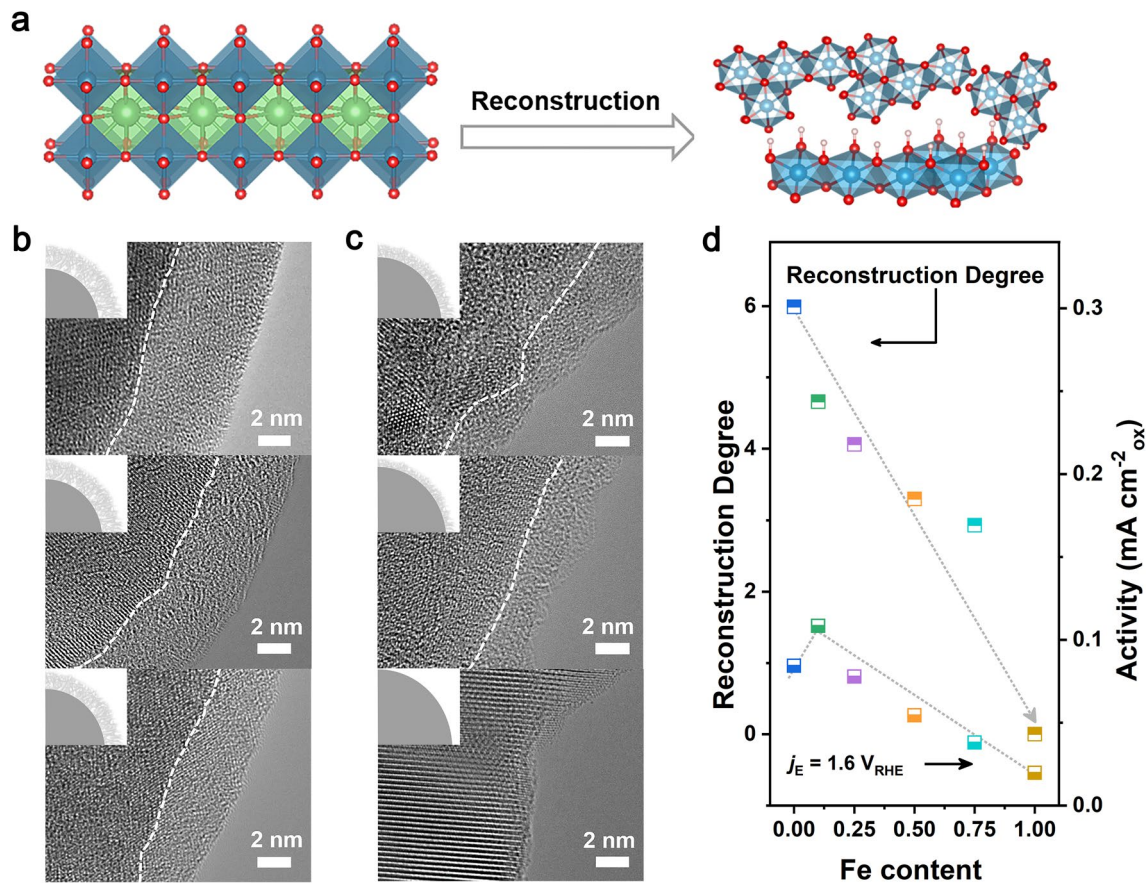 a
Reconstruction
b
2 nm
2 nm
2 nm
c
2 nm
2 nm
2 nm
d
Reconstruction Degree
Reconstruction Degree
6
4
2
0
jE = 1.6 VRHE
0.00 0.25 0.50 0.75 1.00
Fe content
0.3
0.2
0.1
0.0
Activity (mA cm⁻²ox)